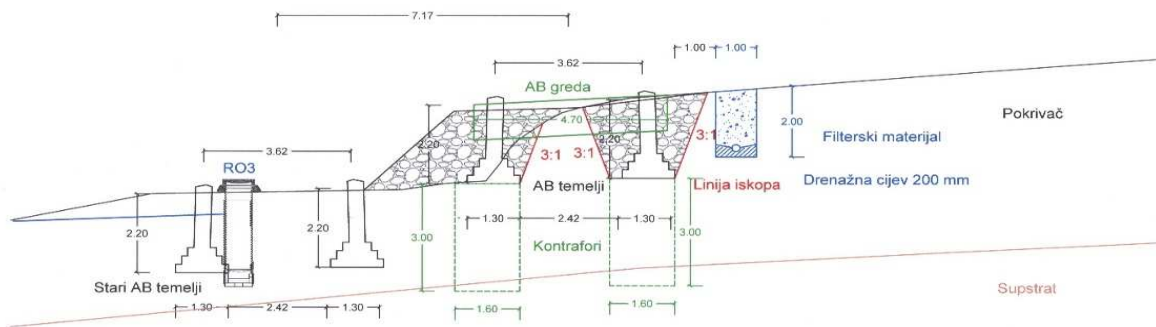 7.17
1.00 1.00
3.62
AB greda
Pokrivač
2.20
4.70
2.20
2.00
3:1
3:1
3:1
Filterski materijal
3.62
RO3
AB temelji
Linija iskopa
Drenažna cijev 200 mm
2.20
2.20
1.30 2.42 1.30
3.00
Kontrafori
3.00
Stari AB temelji
Supstrat
1.30 2.42 1.30
1.60
1.60